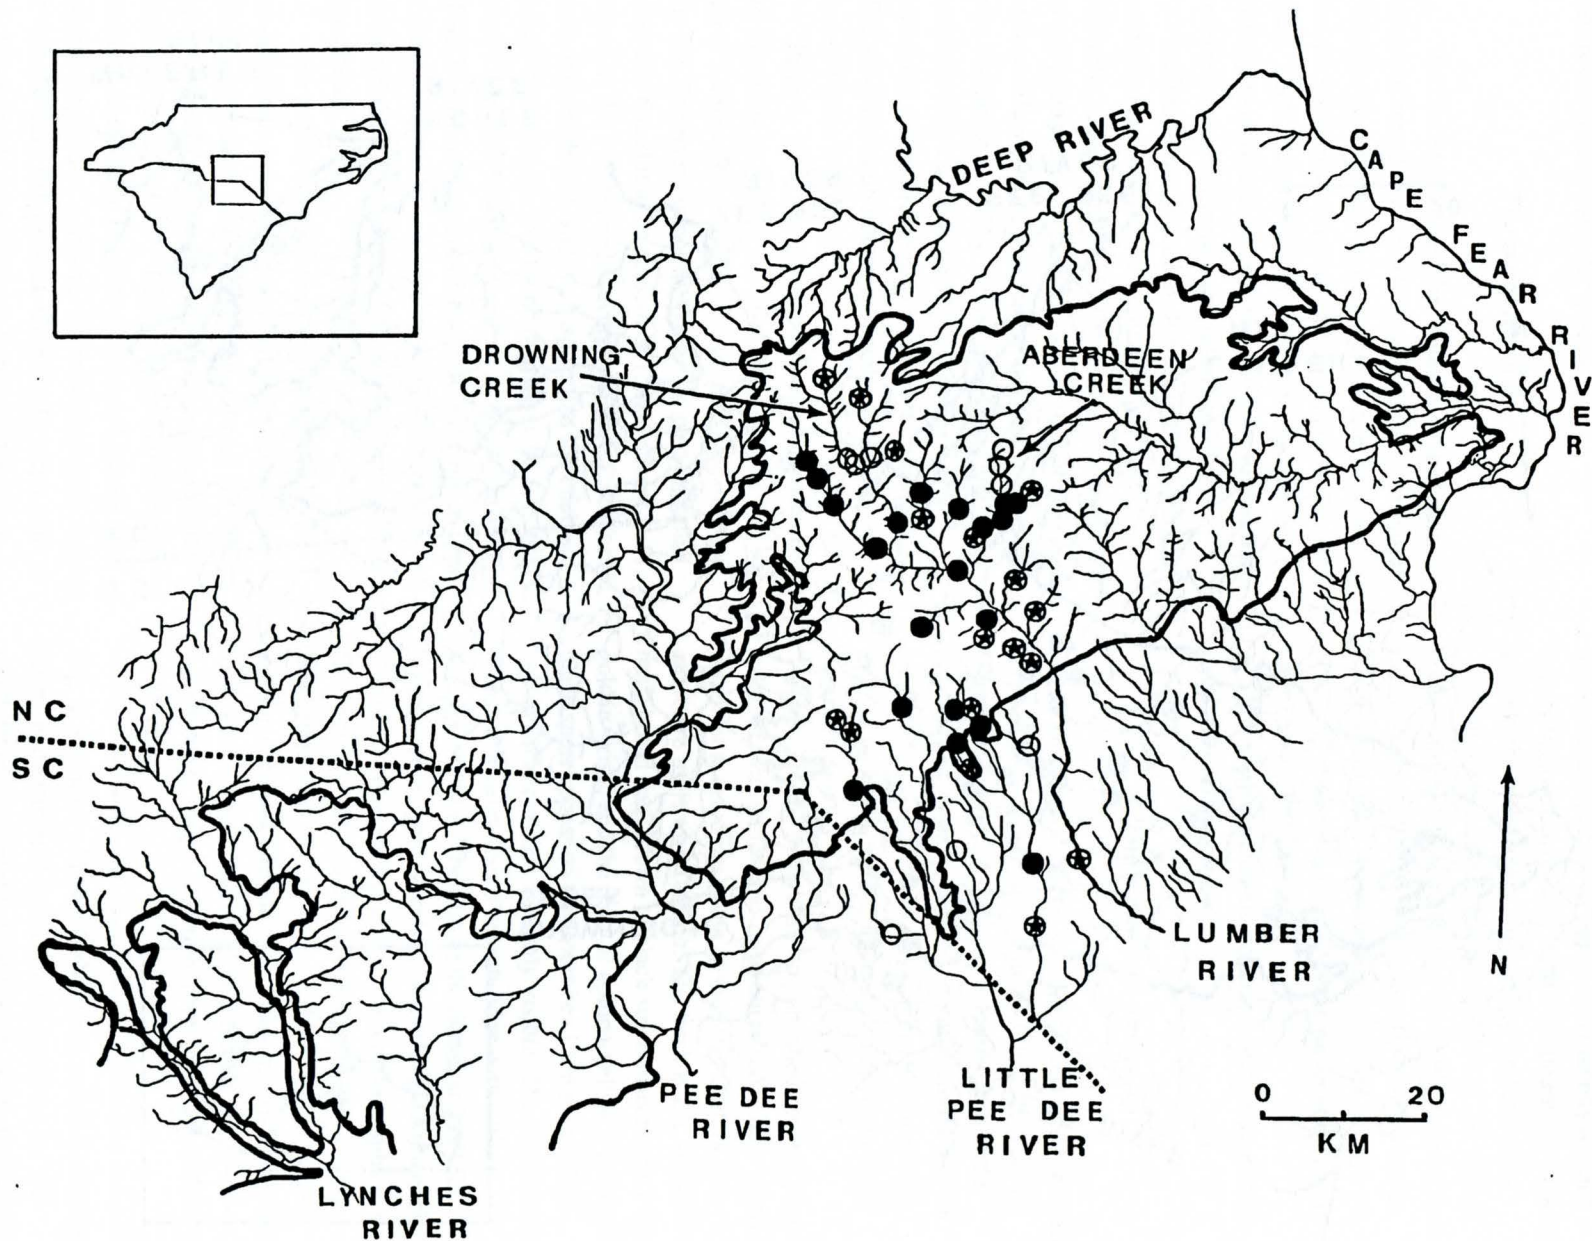 DEEP RIVER
CAPE FEAR RIVER
DROWNING
CREEK
ABERDEEN
CREEK
NC
SC
LUMBER
RIVER
N
PEE DEE
RIVER
LITTLE
PEE DEE
RIVER
0 20
KM
LYNCHES
RIVER